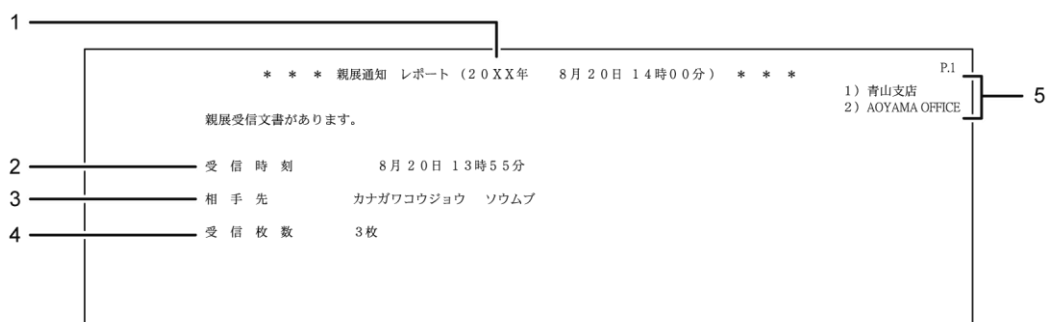 1
＊ ＊ ＊ 親展通知 レポート（２０ＸＸ年　８月２０日１４時００分） ＊ ＊ ＊
P.1
1）青山支店
2）AOYAMA OFFICE
5
親展受信文書があります。
2
受 信 時 刻　８月２０日１３時５５分
3
相 手 先　カナガワコウジョウ　ソウムブ
4
受 信 枚 数　３枚